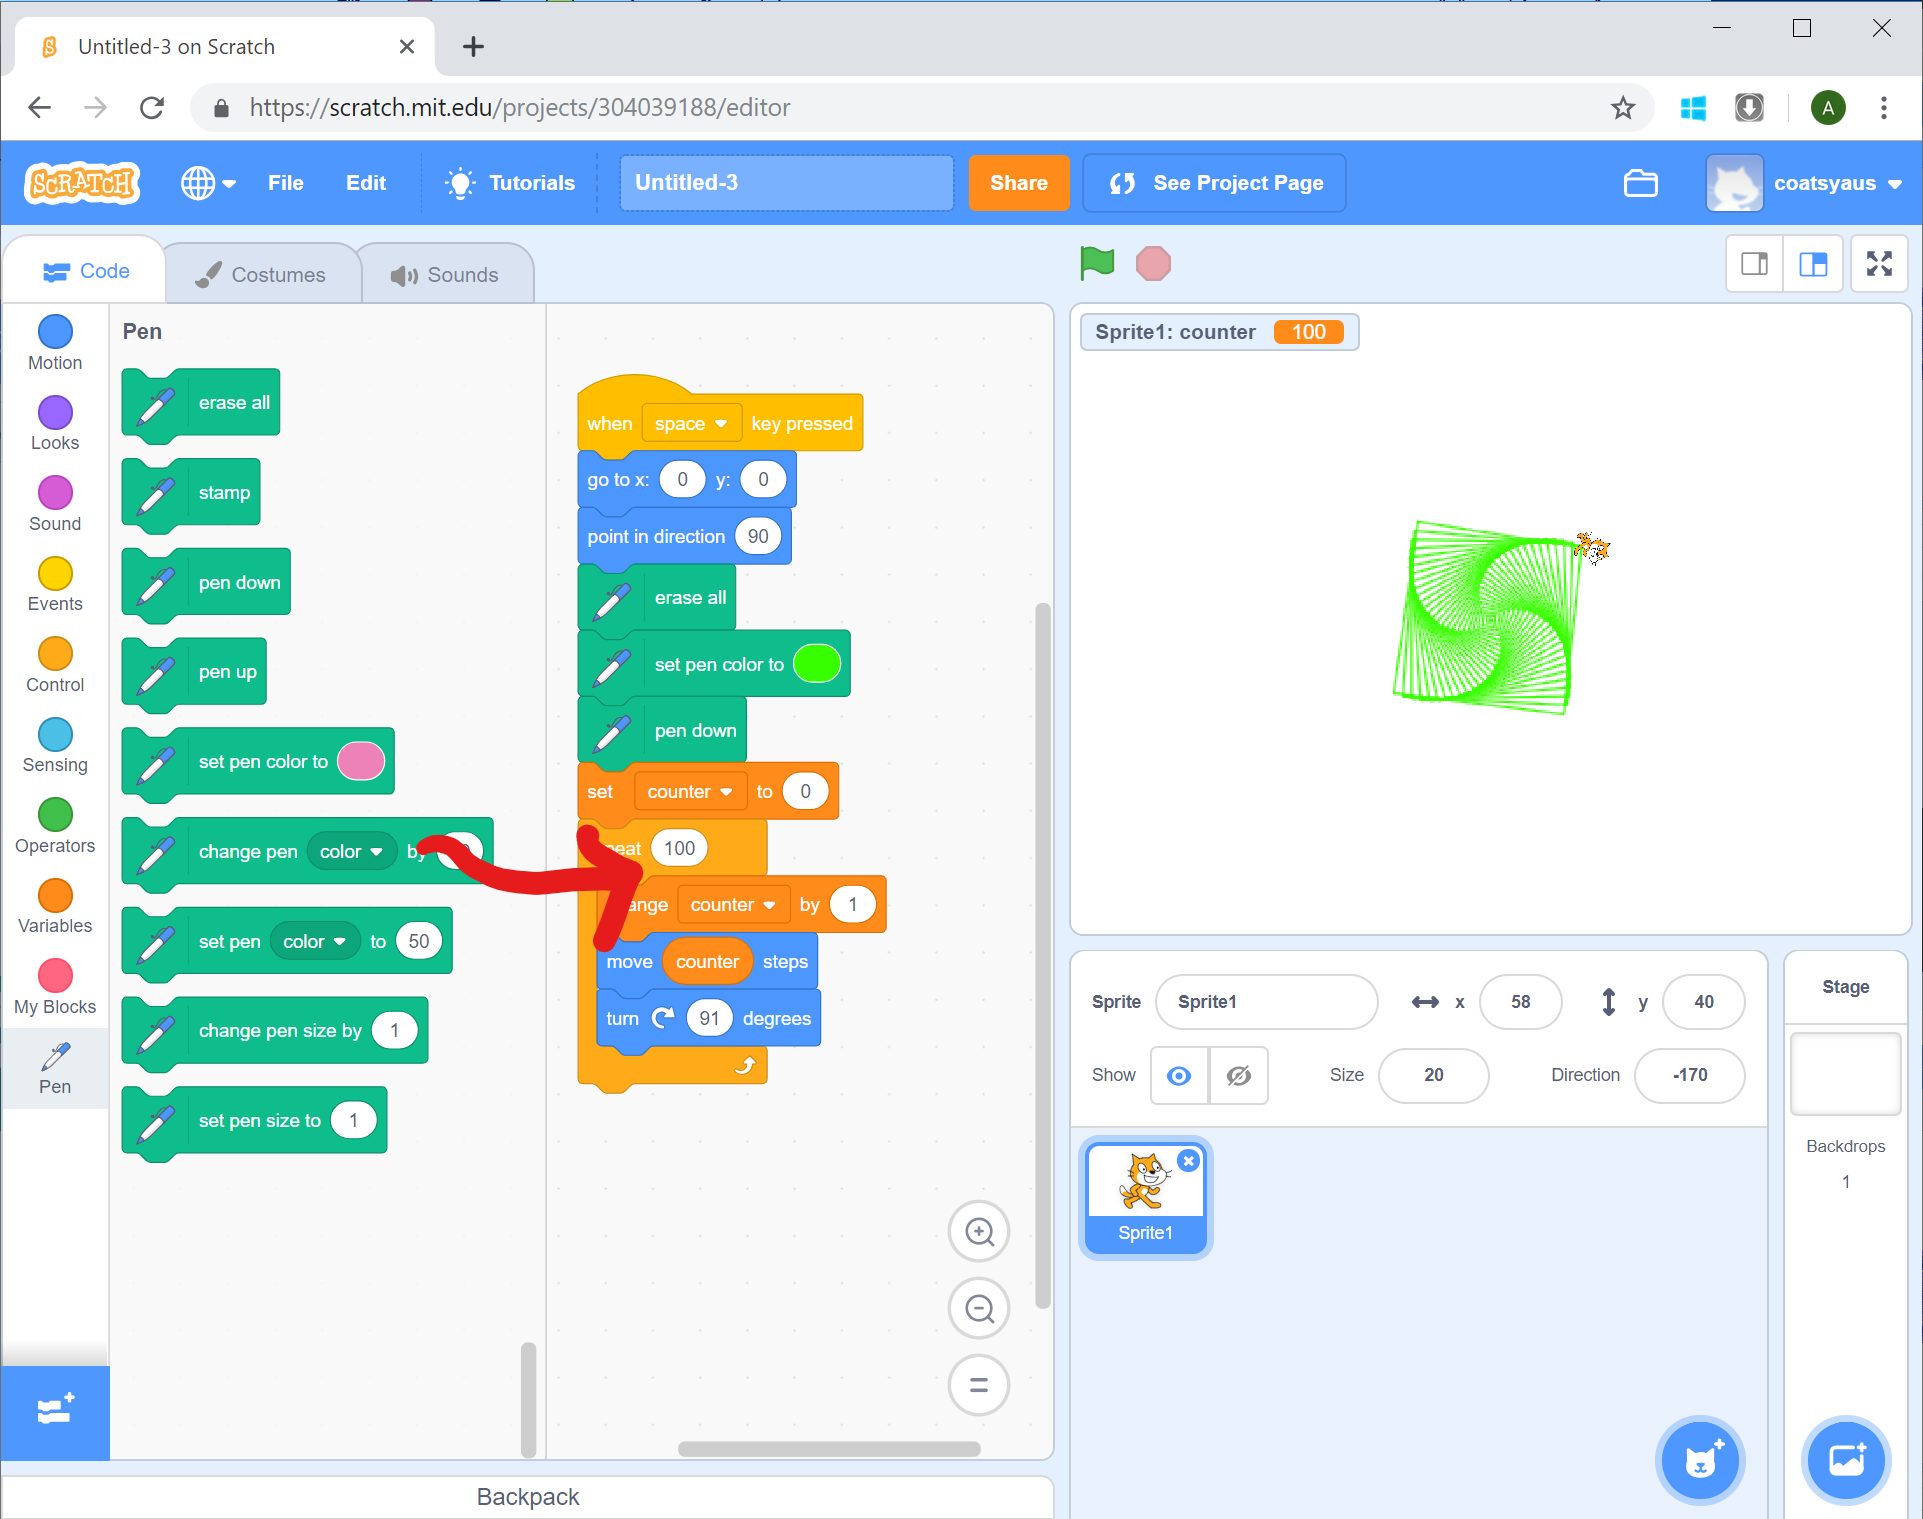 Untitled-3 on Scratch
https://scratch.mit.edu/projects/304039188/editor
A
SCRATCH
File
Edit
Tutorials
Untitled-3
Share
See Project Page
coatsyaus
Code
Costumes
Sounds
Motion
Looks
Sound
Events
Control
Sensing
Operators
Variables
My Blocks
Pen
Pen
erase all
stamp
pen down
pen up
set pen color to
change pen color by
set pen color to 50
change pen size by 1
set pen size to 1
when space key pressed
go to x: 0 y: 0
point in direction 90
erase all
set pen color to
pen down
set counter to 0
eat 100
ange counter by 1
move counter steps
turn 91 degrees
Backpack
Sprite1: counter 100
Sprite Sprite1 x 58 y 40
Show Size 20 Direction -170
Sprite1
Stage
Backdrops
1